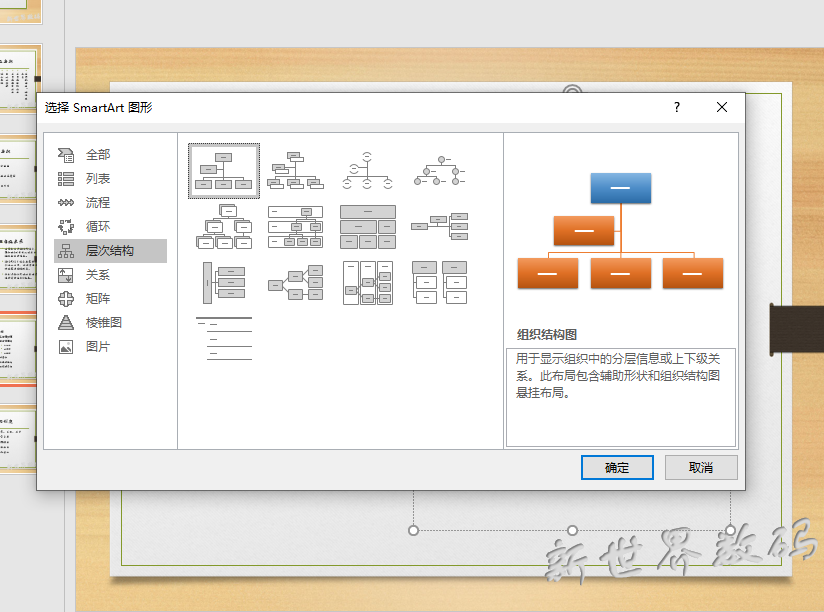 选择 SmartArt 图形
?
全部
列表
流程
循环
层次结构
关系
矩阵
棱锥图
图片
组织结构图
用于显示组织中的分层信息或上下级关
系。此布局包含辅助形状和组织结构图
悬挂布局。
确定
取消
新世界数码